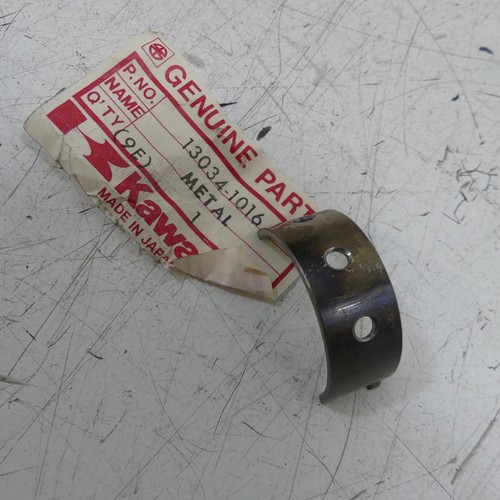 GENUINE PART
P.NO. 13034-1016
NAME METAL
Q'TY 1
(9E)
Kawa
MADE IN JAPAN